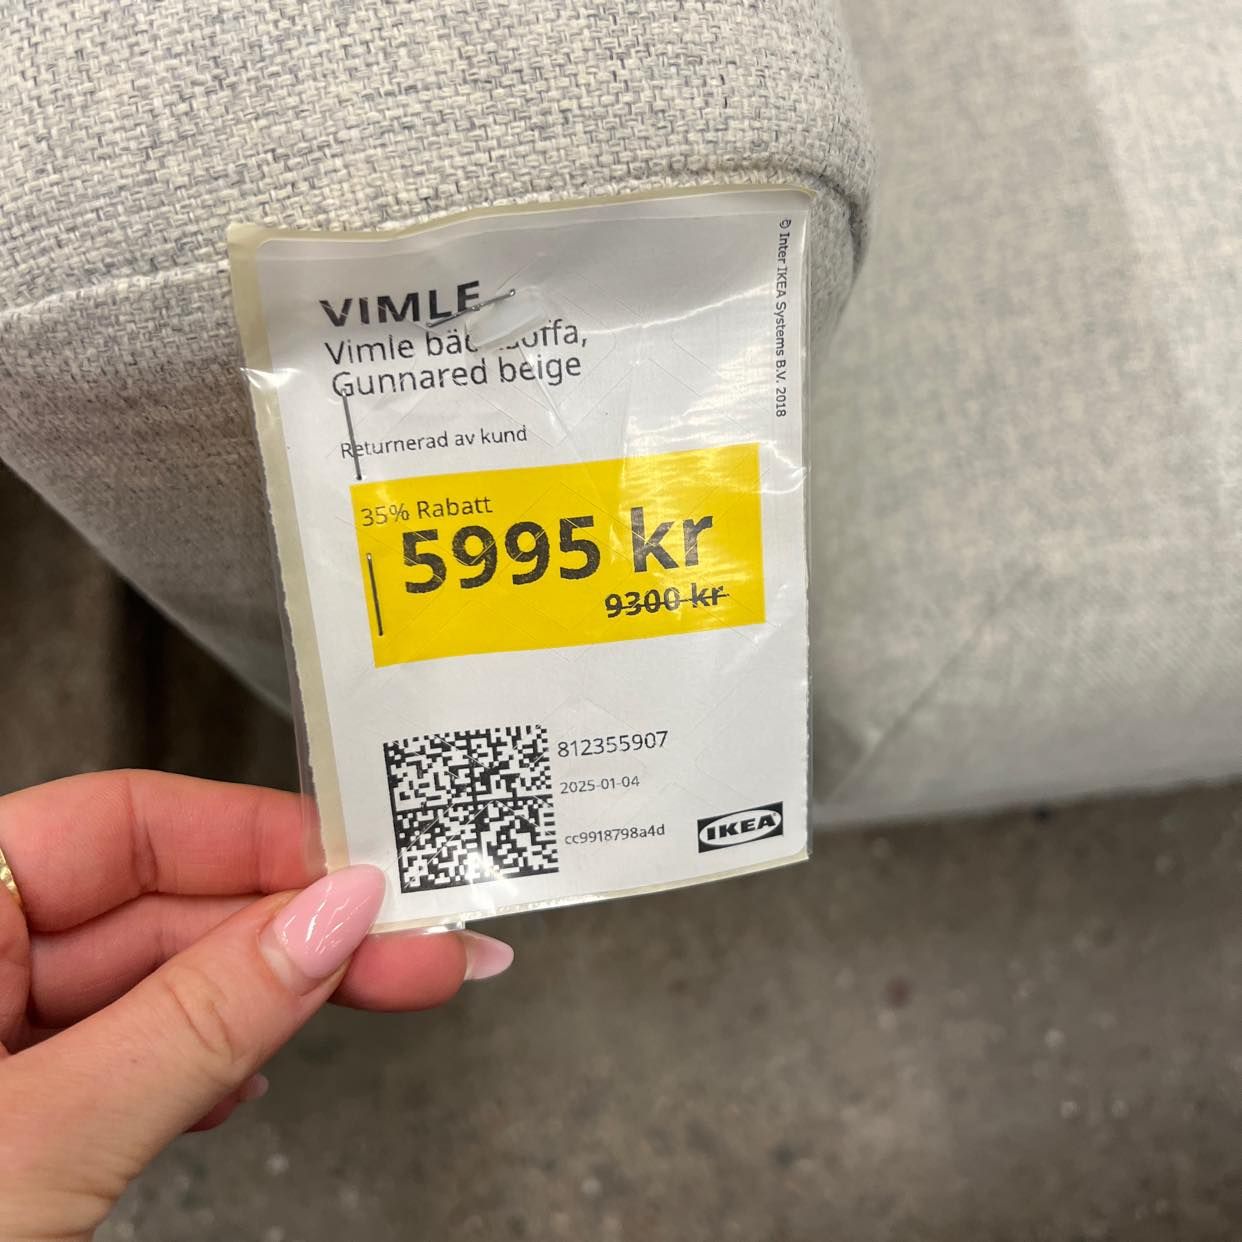 VIMLE
Vimle
Gunnared beige
Returnerad av kund
35% Rabatt
5995 kr
9300 kr
812355907
2025-01-04
cc9918798a4d
IKEA
© Inter IKEA Systems B.V. 2018